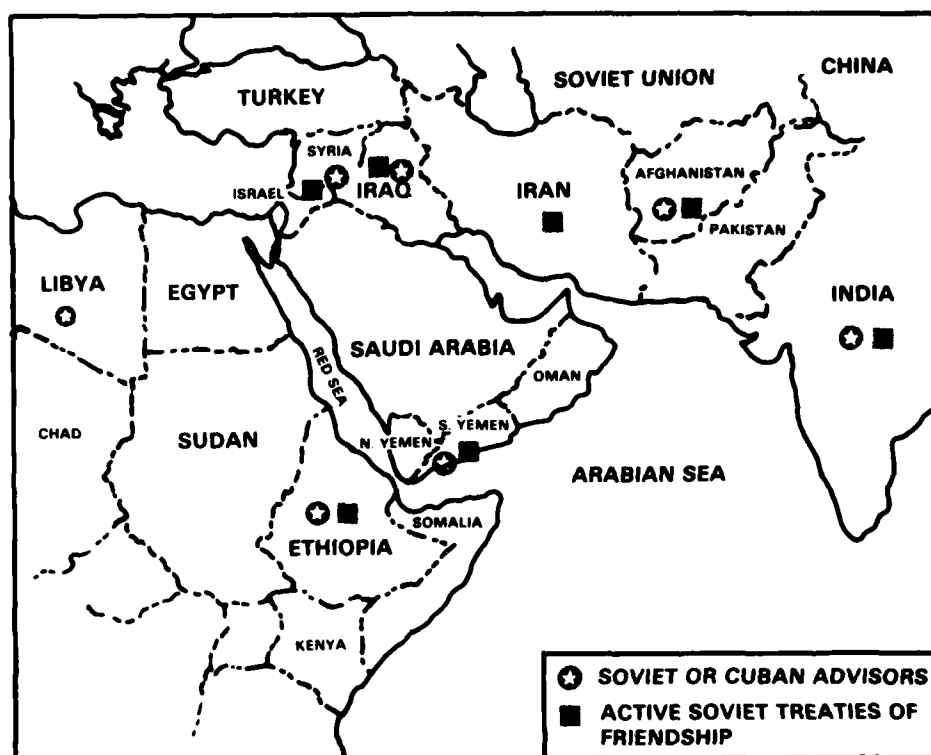 CHINA
SOVIET UNION
TURKEY
SYRIA
AFGHANISTAN
ISRAEL
IRAQ
IRAN
PAKISTAN
LIBYA
EGYPT
INDIA
SAUDI ARABIA
RED SEA
OMAN
CHAD
SUDAN
N. YEMEN
S. YEMEN
ARABIAN SEA
SOMALIA
ETHIOPIA
KENYA
SOVIET OR CUBAN ADVISORS
ACTIVE SOVIET TREATIES OF
FRIENDSHIP